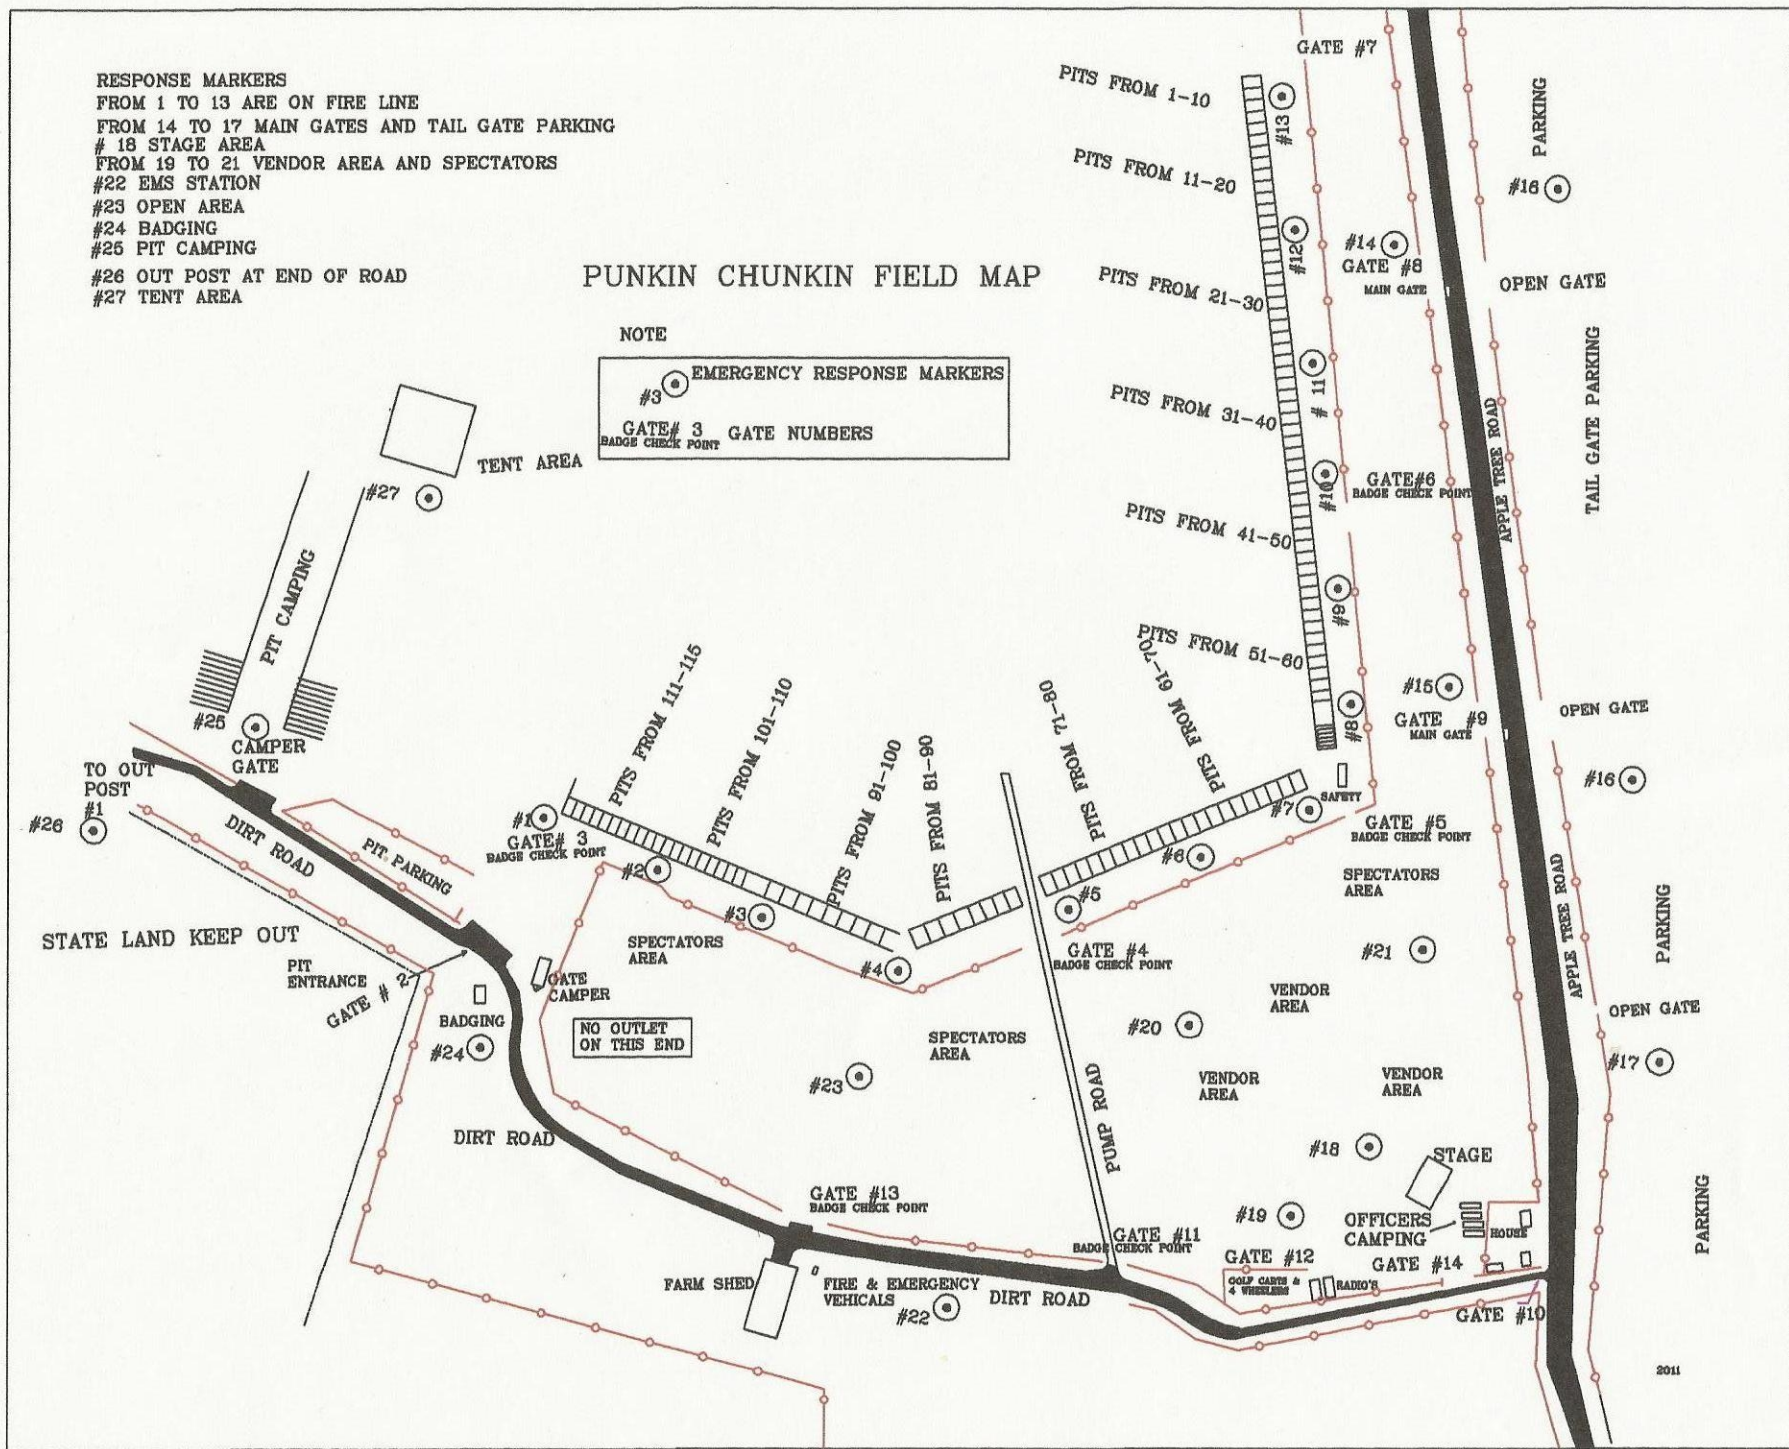 RESPONSE MARKERS
FROM 1 TO 13 ARE ON FIRE LINE
FROM 14 TO 17 MAIN GATES AND TAIL GATE PARKING
# 18 STAGE AREA
FROM 19 TO 21 VENDOR AREA AND SPECTATORS
#22 EMS STATION
#23 OPEN AREA
#24 BADGING
#25 PIT CAMPING
#26 OUT POST AT END OF ROAD
#27 TENT AREA
PUNKIN CHUNKIN FIELD MAP
NOTE
#3 EMERGENCY RESPONSE MARKERS
GATE# 3 GATE NUMBERS
BADGE CHECK POINT
GATE #7
PITS FROM 1-10
#13
PITS FROM 11-20
#12
PITS FROM 21-30
# 11
PITS FROM 31-40
#10
PITS FROM 41-50
#9
PITS FROM 51-60
#8
PARKING
#16
#14
GATE #8
MAIN GATE
OPEN GATE
TAIL GATE PARKING
APPLE TREE ROAD
GATE#6
BADGE CHECK POINT
#15
GATE #9
MAIN GATE
OPEN GATE
#16
TENT AREA
#27
PIT CAMPING
#25
CAMPER
GATE
TO OUT
POST
#1
#26
DIRT ROAD
PIT PARKING
STATE LAND KEEP OUT
PIT
ENTRANCE
GATE # 2
BADGING
#24
GATE
CAMPER
NO OUTLET
ON THIS END
#1
GATE# 3
BADGE CHECK POINT
#2
#3
#4
PITS FROM 111-115
PITS FROM 101-110
PITS FROM 91-100
PITS FROM 81-90
PITS FROM 71-80
PITS FROM 61-70
#5
#6
#7
SAFETY
GATE #5
BADGE CHECK POINT
SPECTATORS
AREA
SPECTATORS
AREA
GATE #4
BADGE CHECK POINT
#21
APPLE TREE ROAD
PARKING
OPEN GATE
#17
VENDOR
AREA
#20
SPECTATORS
AREA
#23
VENDOR
AREA
VENDOR
AREA
PUMP ROAD
DIRT ROAD
#18
STAGE
#19
OFFICERS
CAMPING
HOUSE
PARKING
GATE #13
BADGE CHECK POINT
GATE #11
BADGE CHECK POINT
GATE #12
GATE #14
GOLF CARTS &
4 WHEELERS
RADIO'S
FARM SHED
FIRE & EMERGENCY
VEHICALS
#22
DIRT ROAD
GATE #10
2011